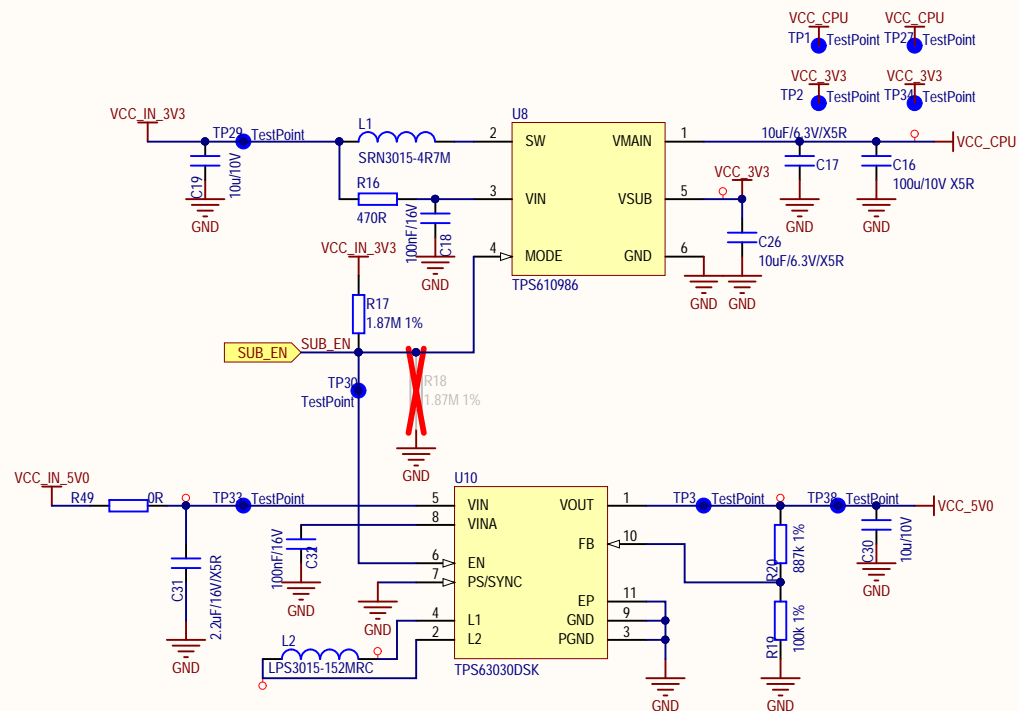 VCC_CPU VCC_CPU
TP1 TestPoint TP27 TestPoint
VCC_3V3 VCC_3V3
TP2 TestPoint TP34 TestPoint
VCC_IN_3V3
TP29 TestPoint
L1
SRN3015-4R7M
C19
10u/10V
GND
R16
470R
100nF/16V
C18
GND
U8
2 SW VMAIN 1
3 VIN VSUB 5
4 MODE GND 6
TPS610986
10uF/6.3V/X5R
C17
C16
100u/10V X5R
VCC_CPU
GND GND
VCC_3V3
C26
10uF/6.3V/X5R
GND GND
VCC_IN_3V3
R17
1.87M 1%
SUB_EN SUB_EN
TP30
TestPoint
R18
1.87M 1%
GND
VCC_IN_5V0
R49 0R
TP33 TestPoint
C31
2.2uF/16V/X5R
GND
100nF/16V
C32
GND
GND
U10
5 VIN VOUT 1
8 VINA
FB 10
6 EN
7 PS/SYNC
EP 11
4 L1 GND 9
2 L2 PGND 3
TPS63030DSK
L2
LPS3015-152MRC
GND
TP3 TestPoint TP38 TestPoint
VCC_5V0
R20
887k 1%
R19
100k 1%
GND
C30
10u/10V
GND